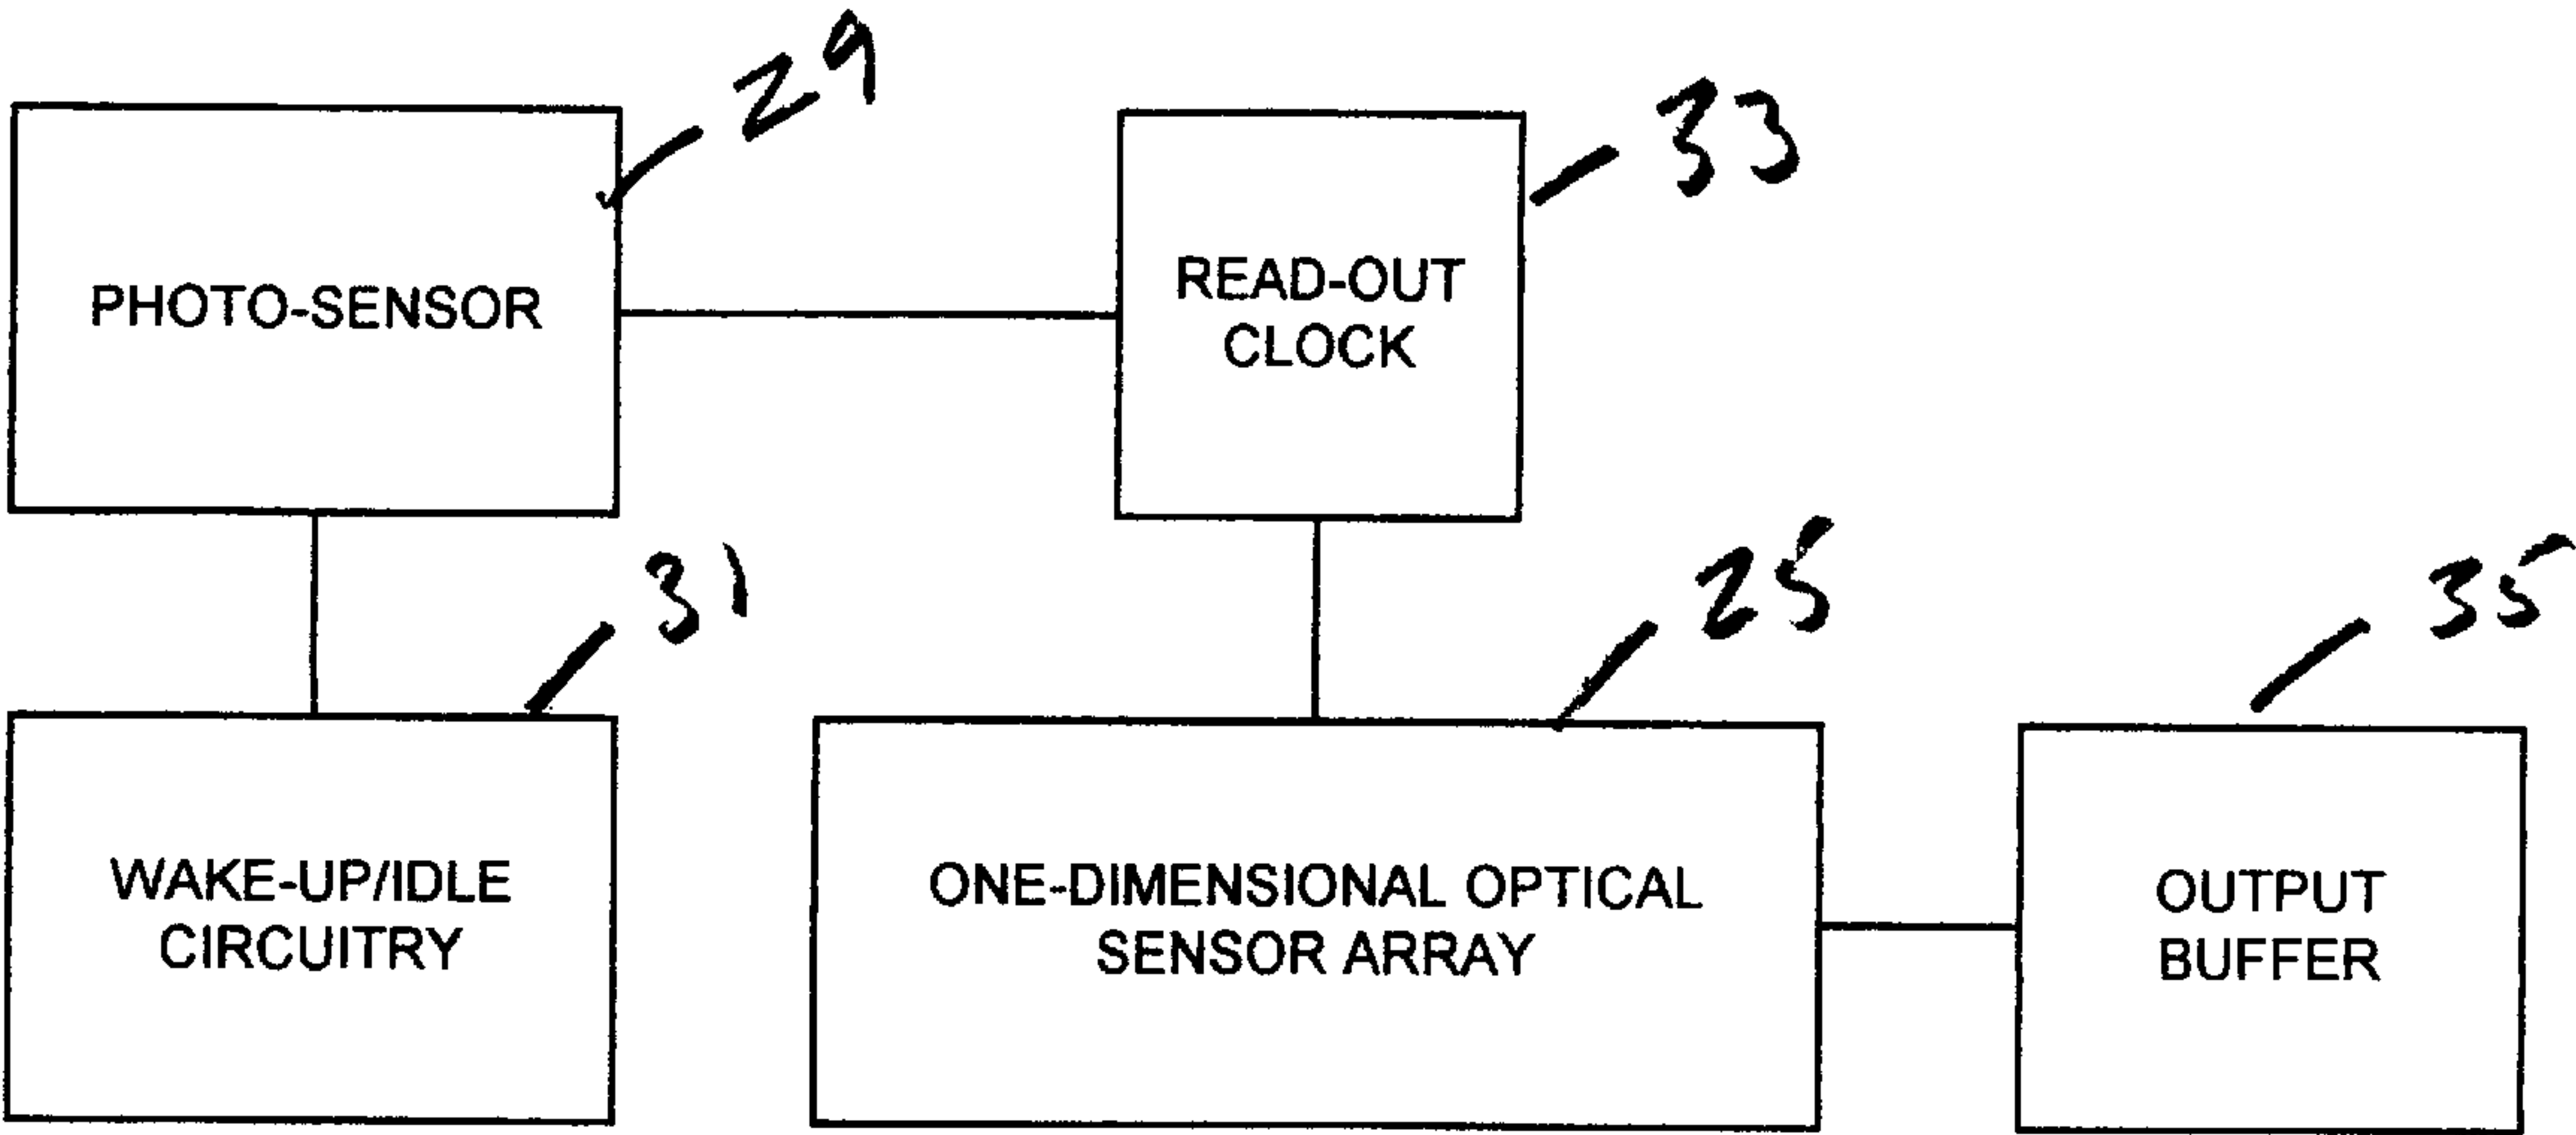 29
33
PHOTO-SENSOR
READ-OUT
CLOCK
31
25
35
WAKE-UP/IDLE
CIRCUITRY
ONE-DIMENSIONAL OPTICAL
SENSOR ARRAY
OUTPUT
BUFFER